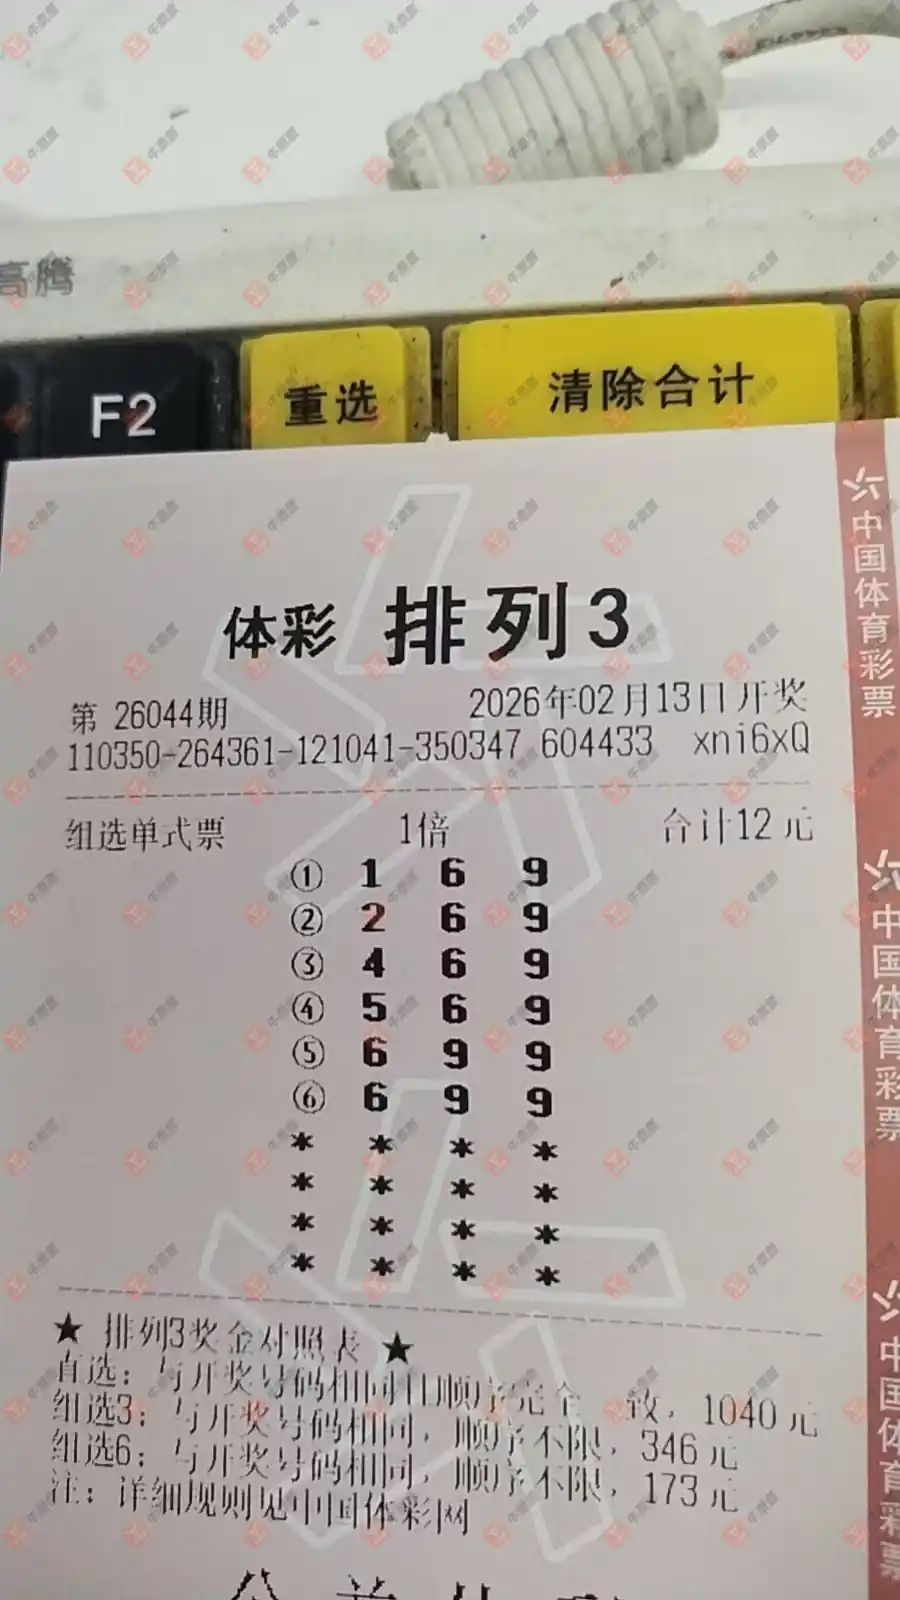 高腾
F2
重选
清除合计
体彩 排列3
第 26044期 2026年02月13日开奖
110350-264361-121041-350347 604433 xni6xQ
组选单式票 1倍 合计12元
① 1 6 9
② 2 6 9
③ 4 6 9
④ 5 6 9
⑤ 6 9 9
⑥ 6 9 9
* * * *
* * * *
* * * *
* * * *
★ 排列3奖金对照表 ★
直选：与开奖号码相同且顺序完全一致，1040元
组选3：与开奖号码相同，顺序不限，346元
组选6：与开奖号码相同，顺序不限，173元
注：详细规则见中国体彩网
中国体育彩票
中国体育彩票
中国体育彩票